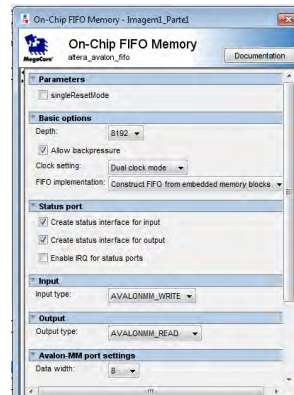 On-Chip FIFO Memory - Imagem1_Parte1
On-Chip FIFO Memory
MegaCore®
altera_avalon_fifo
Documentation
Parameters
singleResetMode
Basic options
Depth: 8192
Allow backpressure
Clock setting: Dual clock mode
FIFO implementation: Construct FIFO from embedded memory blocks
Status port
Create status interface for input
Create status interface for output
Enable IRQ for status ports
Input
Input type: AVALONMM_WRITE
Output
Output type: AVALONMM_READ
Avalon-MM port settings
Data width: 8